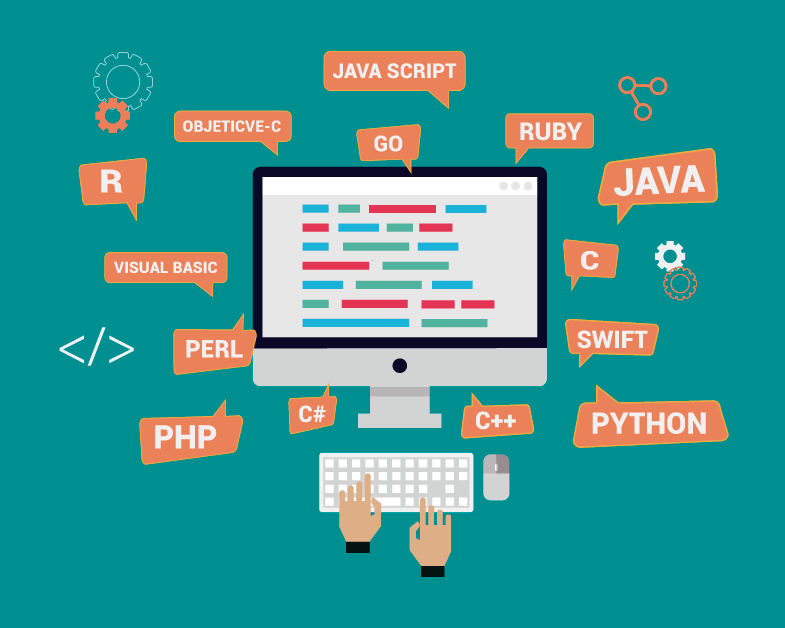 JAVA SCRIPT
OBJETICVE-C
GO
RUBY
R
JAVA
VISUAL BASIC
C
</>
PERL
SWIFT
PHP
C#
C++
PYTHON